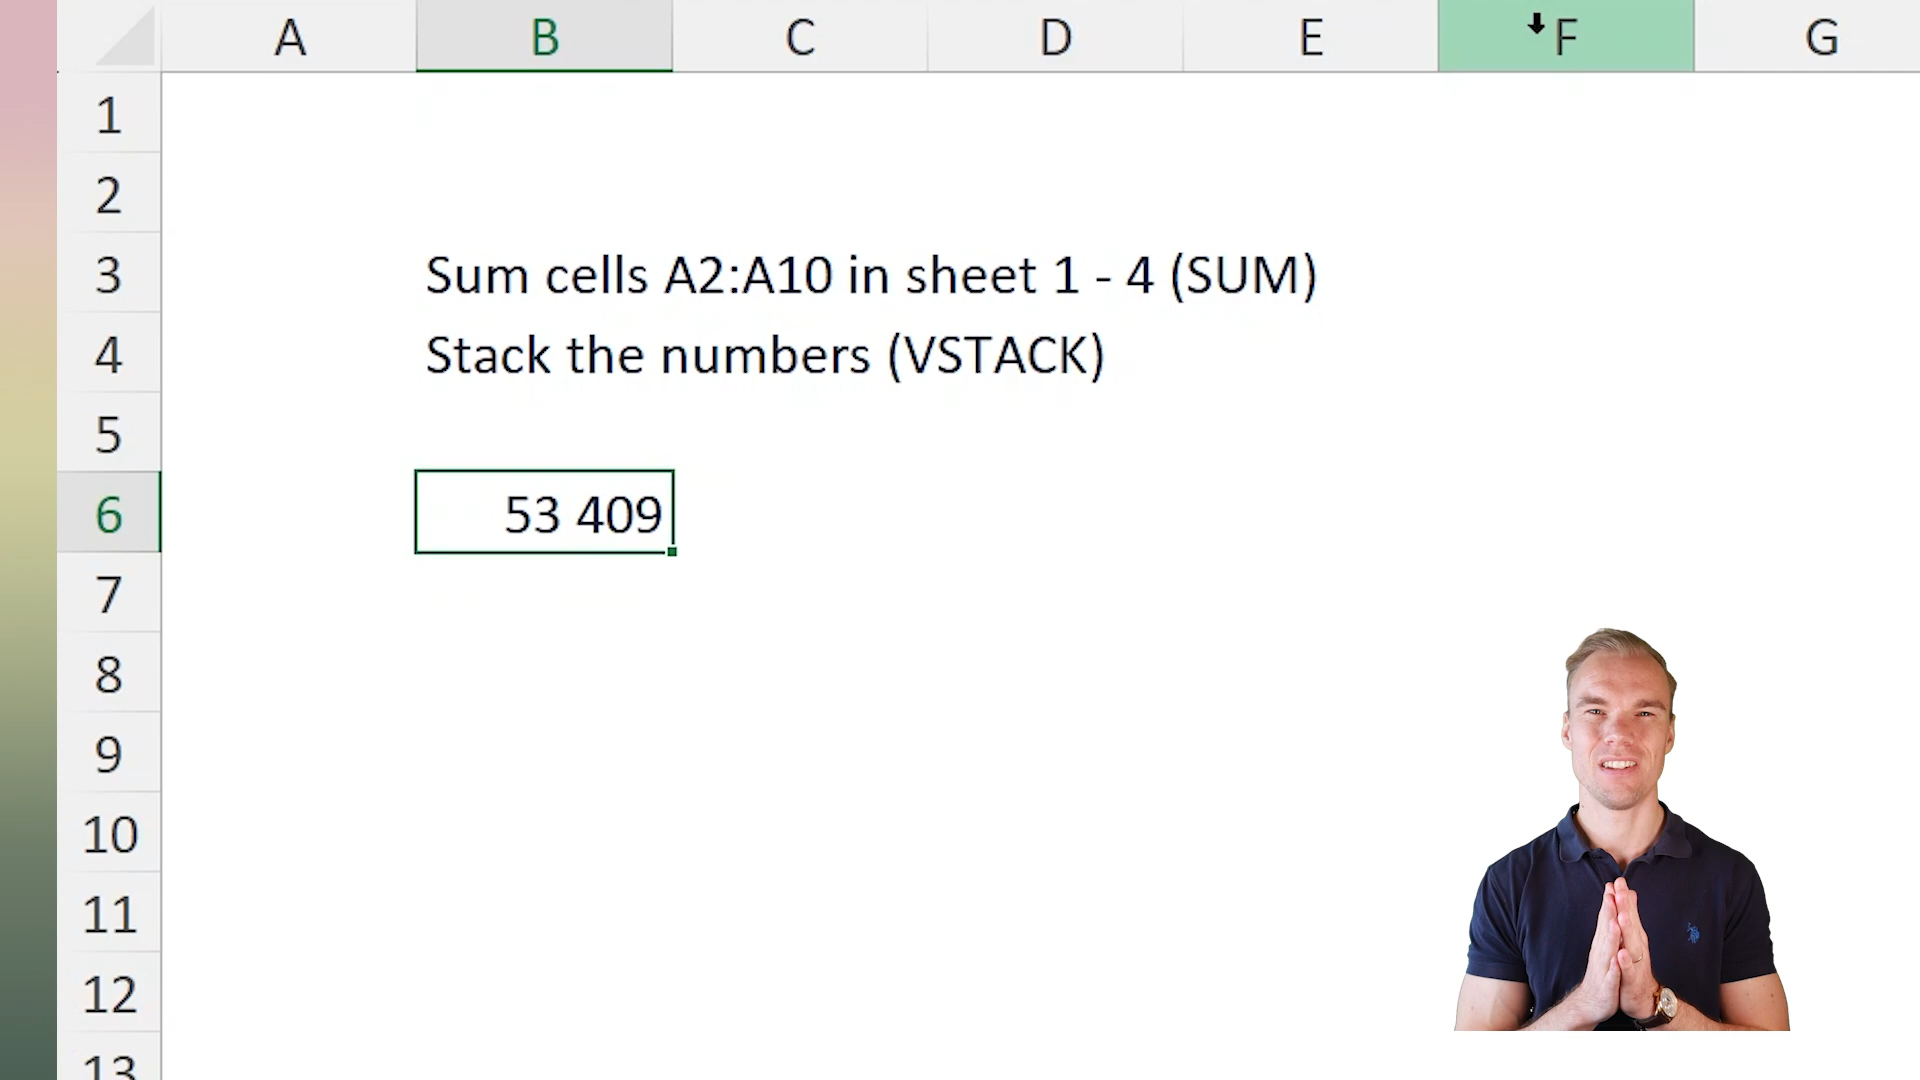 A B C D E F G
1
2
3 Sum cells A2:A10 in sheet 1 - 4 (SUM)
4 Stack the numbers (VSTACK)
5
6 53 409
7
8
9
10
11
12
13